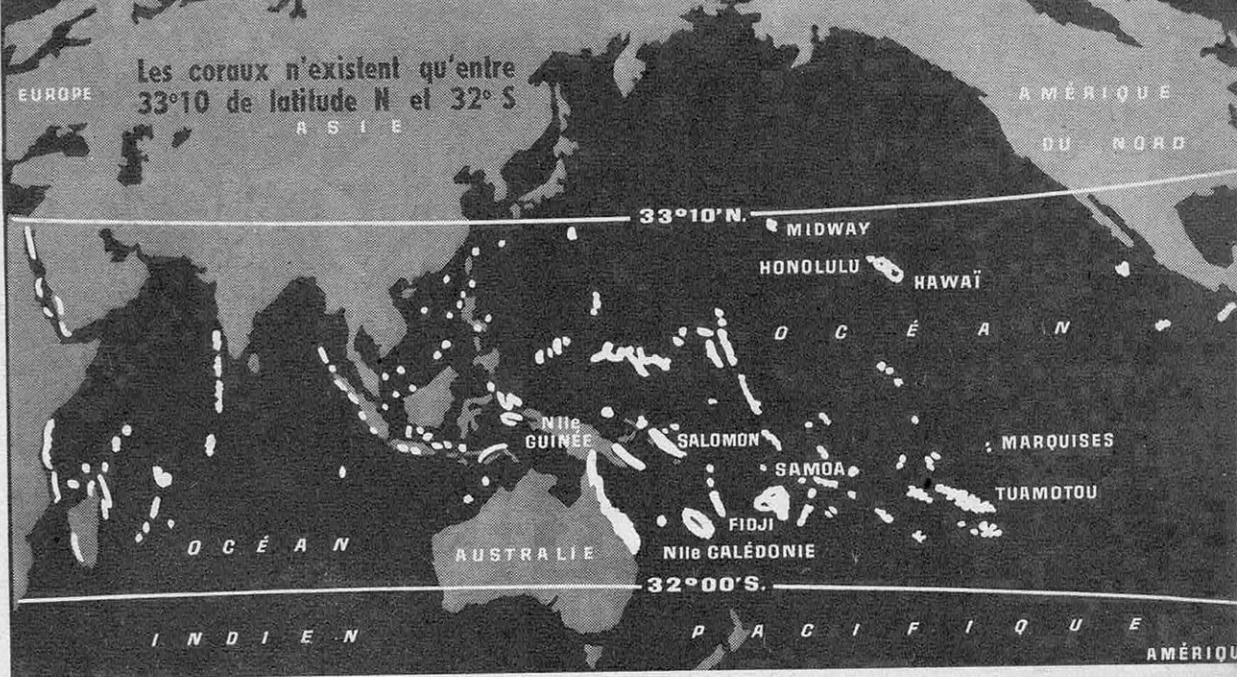 Les coraux n'existent qu'entre
33°10 de latitude N et 32° S
EUROPE
ASIE
AMÉRIQUE
DU NORD
33°10'N.
MIDWAY
HONOLULU
HAWAÏ
OCÉAN
Nlle
GUINÉE
SALOMON
MARQUISES
SAMOA
TUAMOTOU
FIDJI
OCÉAN
AUSTRALIE
Nlle CALÉDONIE
32°00'S.
INDIEN
PACIFIQUE
AMÉRIQU